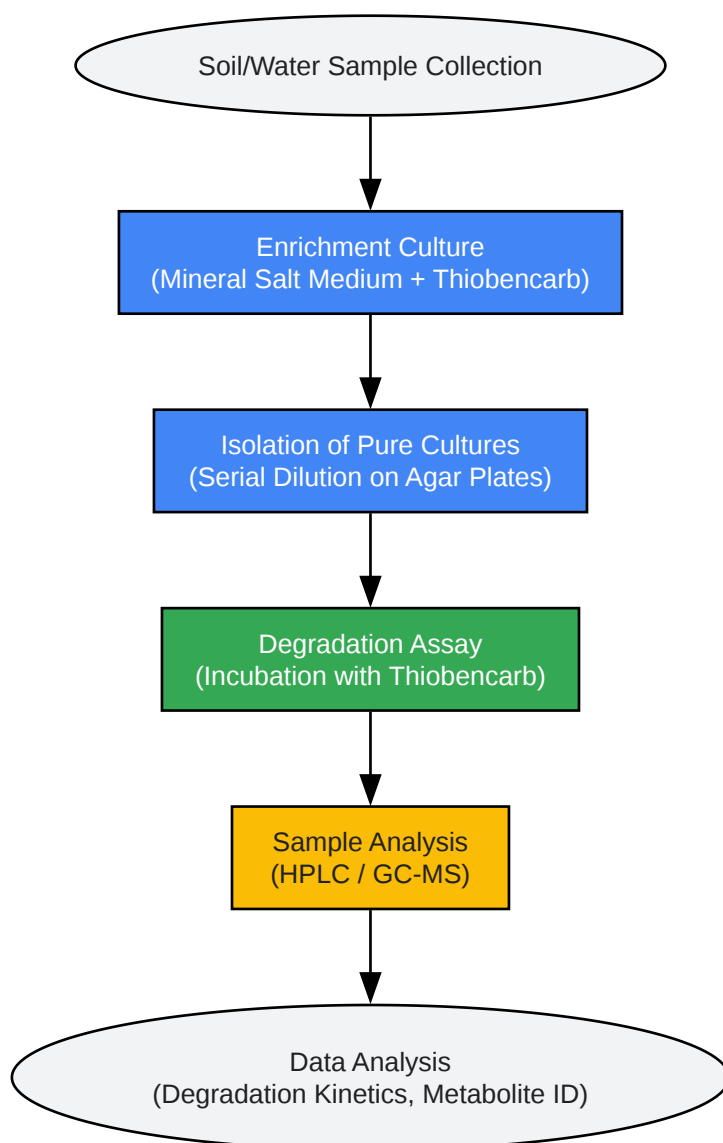 Soil/Water Sample Collection
Enrichment Culture
(Mineral Salt Medium + Thiobencarb)
Isolation of Pure Cultures
(Serial Dilution on Agar Plates)
Degradation Assay
(Incubation with Thiobencarb)
Sample Analysis
(HPLC / GC-MS)
Data Analysis
(Degradation Kinetics, Metabolite ID)